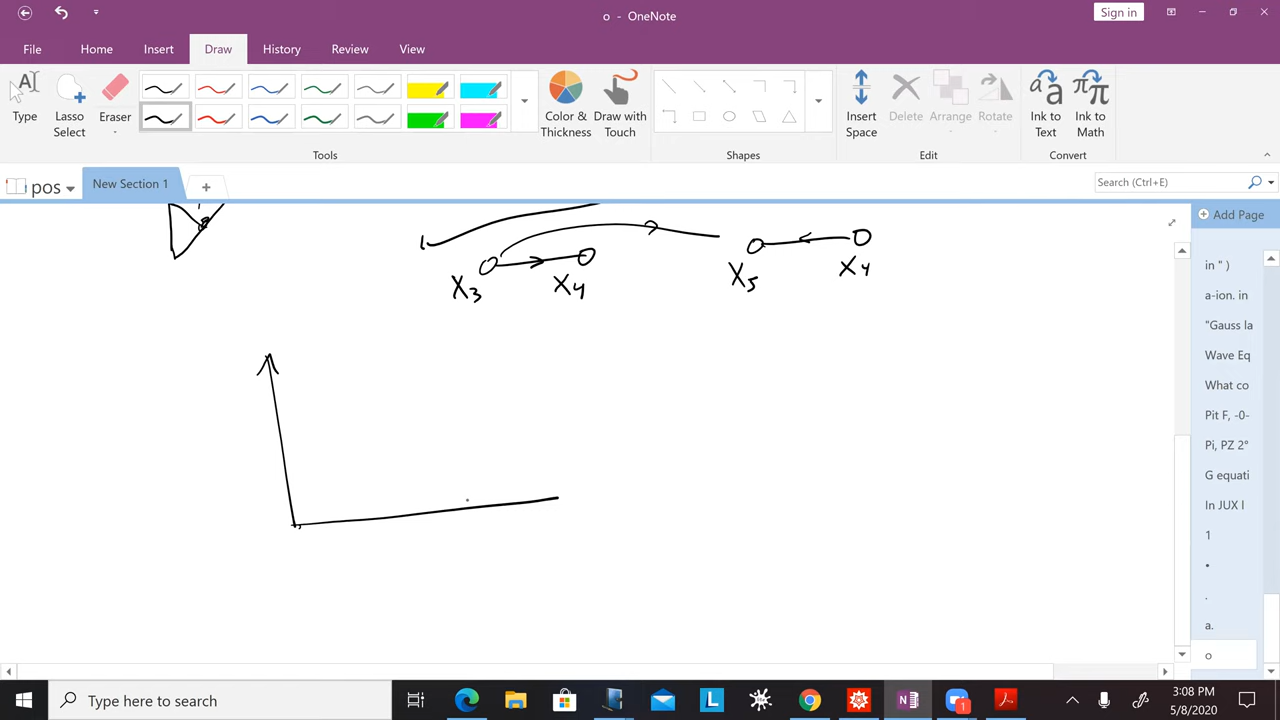 o - OneNote
Sign in
File Home Insert Draw History Review View
Type
Lasso Select
Eraser
Color & Thickness
Draw with Touch
Insert Space
Delete
Arrange
Rotate
Ink to Text
Ink to Math
Tools
Shapes
Edit
Convert
pos
New Section 1
Search (Ctrl+E)
Add Page
in " )
a-ion. in
"Gauss la
Wave Eq
What co
Pit F, -0-
Pi, PZ 2°
G equati
In JUX I
1
•
.
a.
o
X3
X4
X5
X4
Type here to search
3:08 PM
5/8/2020
1